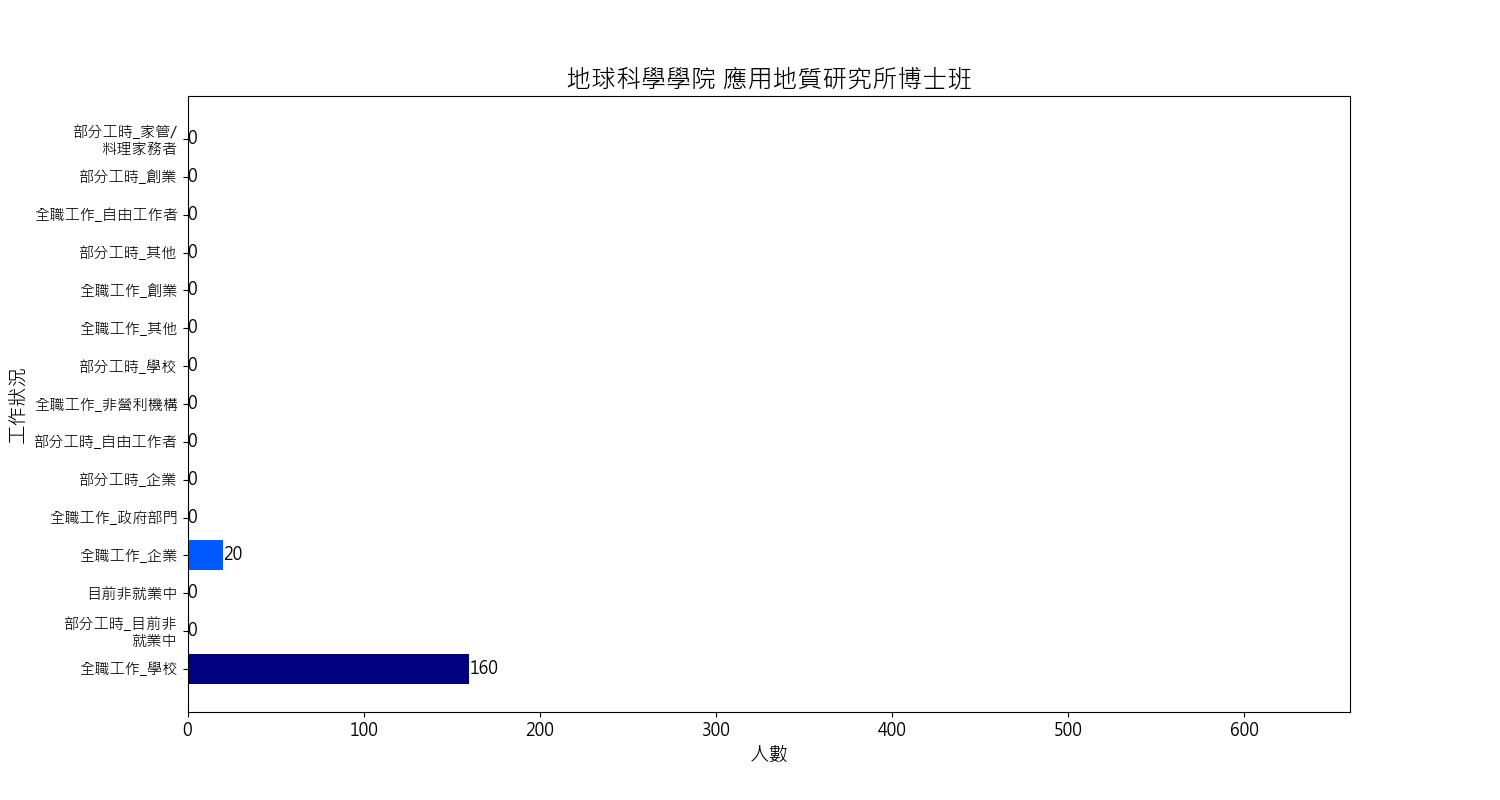 地球科學學院 應用地質研究所博士班
工作狀況
部分工時_家管/
料理家務者
0
部分工時_創業
0
全職工作_自由工作者
0
部分工時_其他
0
全職工作_創業
0
全職工作_其他
0
部分工時_學校
0
全職工作_非營利機構
0
部分工時_自由工作者
0
部分工時_企業
0
全職工作_政府部門
0
全職工作_企業
20
目前非就業中
0
部分工時_目前非
就業中
0
全職工作_學校
160
0 100 200 300 400 500 600
人數